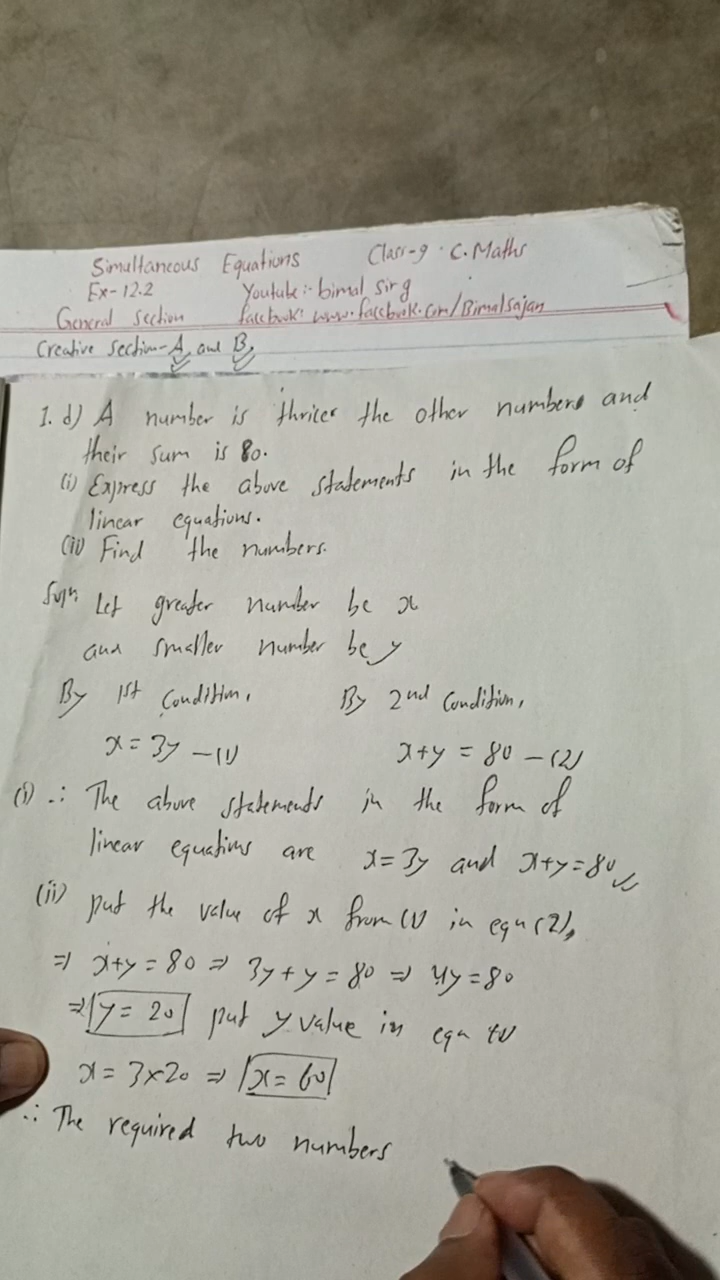 Simultaneous Equations Class-9 C. Maths
Ex-12.2 Youtube:- bimal sir g
General section facebook: www.facebook.com/Bimalsajan
Creative section-A, and B,
1. d) A number is thrices the other numbers and
their sum is 80.
(i) Express the above statements in the form of
linear equations.
(ii) Find the numbers.
Solⁿ: Let greater number be x
and smaller number be y
By 1st condition, By 2nd condition,
x = 3y -(1) x+y = 80 -(2)
(i) ∴ The above statements in the form of
linear equations are x=3y and x+y=80
(ii) put the value of x from (1) in eqn (2),
⇒ x+y = 80 ⇒ 3y+y = 80 ⇒ 4y = 80
⇒ y = 20 put y value in eqn (1)
x = 3×20 ⇒ x = 60
∴ The required two numbers